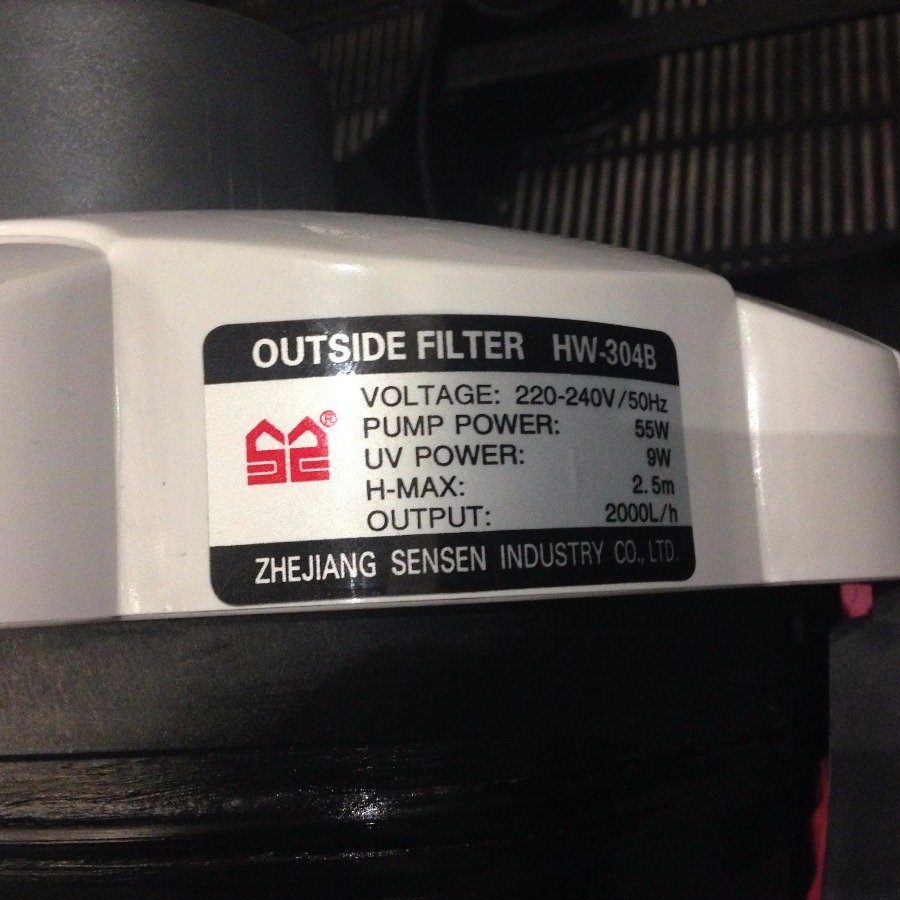 OUTSIDE FILTER HW-304B
VOLTAGE: 220-240V/50Hz
PUMP POWER: 55W
UV POWER: 9W
H-MAX: 2.5m
OUTPUT: 2000L/h
®
ZHEJIANG SENSEN INDUSTRY CO., LTD.